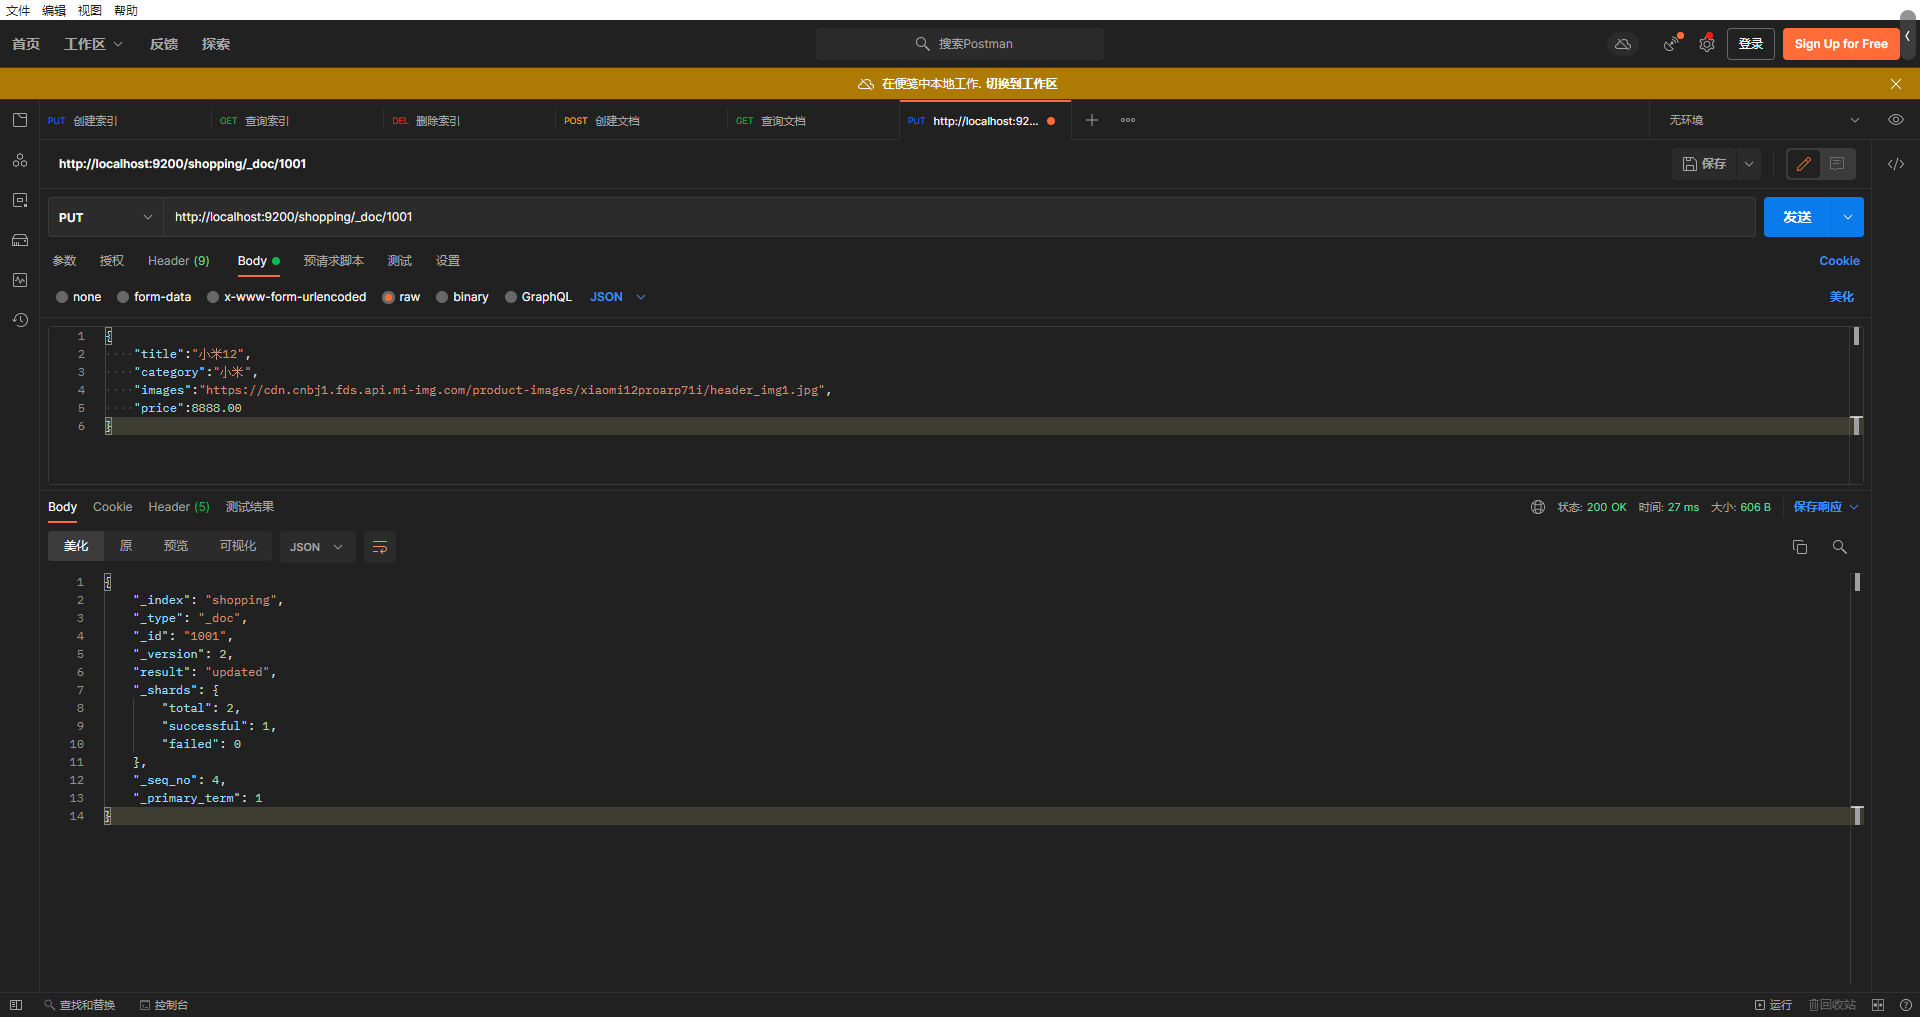 文件 编辑 视图 帮助
首页 工作区 反馈 探索 搜索Postman 登录 Sign Up for Free
在便笺中本地工作. 切换到工作区
PUT 创建索引 GET 查询索引 DEL 删除索引 POST 创建文档 GET 查询文档 PUT http://localhost:92... 无环境
http://localhost:9200/shopping/_doc/1001 保存
PUT http://localhost:9200/shopping/_doc/1001 发送
参数 授权 Header (9) Body 预请求脚本 测试 设置 Cookie
none form-data x-www-form-urlencoded raw binary GraphQL JSON 美化
1 {
2 "title":"小米12",
3 "category":"小米",
4 "images":"https://cdn.cnbj1.fds.api.mi-img.com/product-images/xiaomi12proarp71i/header_img1.jpg",
5 "price":8888.00
6 }
Body Cookie Header (5) 测试结果 状态: 200 OK 时间: 27 ms 大小: 606 B 保存响应
美化 原 预览 可视化 JSON
1 {
2 "_index": "shopping",
3 "_type": "_doc",
4 "_id": "1001",
5 "_version": 2,
6 "result": "updated",
7 "_shards": {
8 "total": 2,
9 "successful": 1,
10 "failed": 0
11 },
12 "_seq_no": 4,
13 "_primary_term": 1
14 }
查找和替换 控制台 运行 回收站